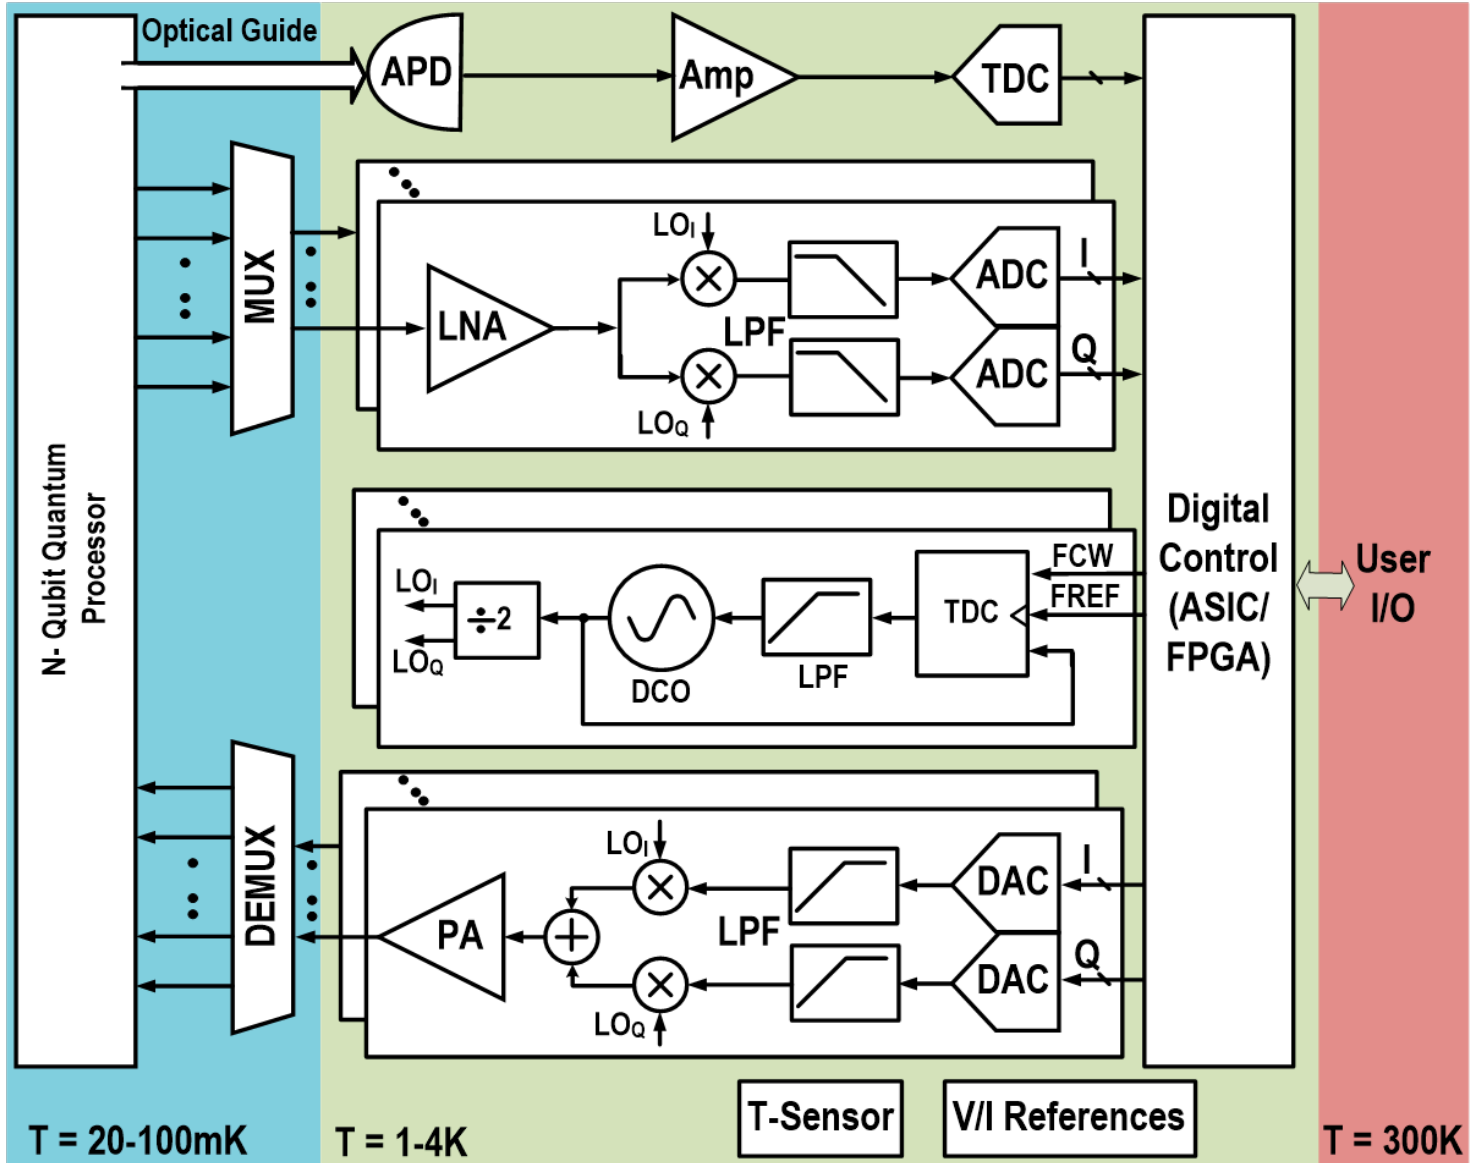 Optical Guide
APD
Amp
TDC
MUX
LOI
LNA
LPF
LOQ
ADC
I
ADC
Q
N- Qubit Quantum
Processor
Digital
Control
(ASIC/
FPGA)
User
I/O
FCW
FREF
TDC
LPF
DCO
÷2
LOI
LOQ
DEMUX
PA
LOI
LPF
LOQ
DAC
I
DAC
Q
T-Sensor
V/I References
T = 20-100mK
T = 1-4K
T = 300K